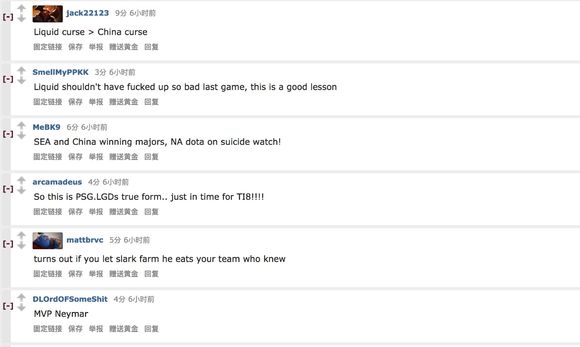 [-] jack22123 9分 6小时前
Liquid curse > China curse
固定链接 保存 举报 赠送黄金 回复
[-] SmellMyPPKK 3分 6小时前
Liquid shouldn't have fucked up so bad last game, this is a good lesson
固定链接 保存 举报 赠送黄金 回复
[-] MeBK9 6分 6小时前
SEA and China winning majors, NA dota on suicide watch!
固定链接 保存 举报 赠送黄金 回复
[-] arcamadeus 4分 6小时前
So this is PSG.LGDs true form.. just in time for TI8!!!!
固定链接 保存 举报 赠送黄金 回复
[-] mattbrvc 5分 6小时前
turns out if you let slark farm he eats your team who knew
固定链接 保存 举报 赠送黄金 回复
[-] DLOrdOFSomeShit 4分 6小时前
MVP Neymar
固定链接 保存 举报 赠送黄金 回复